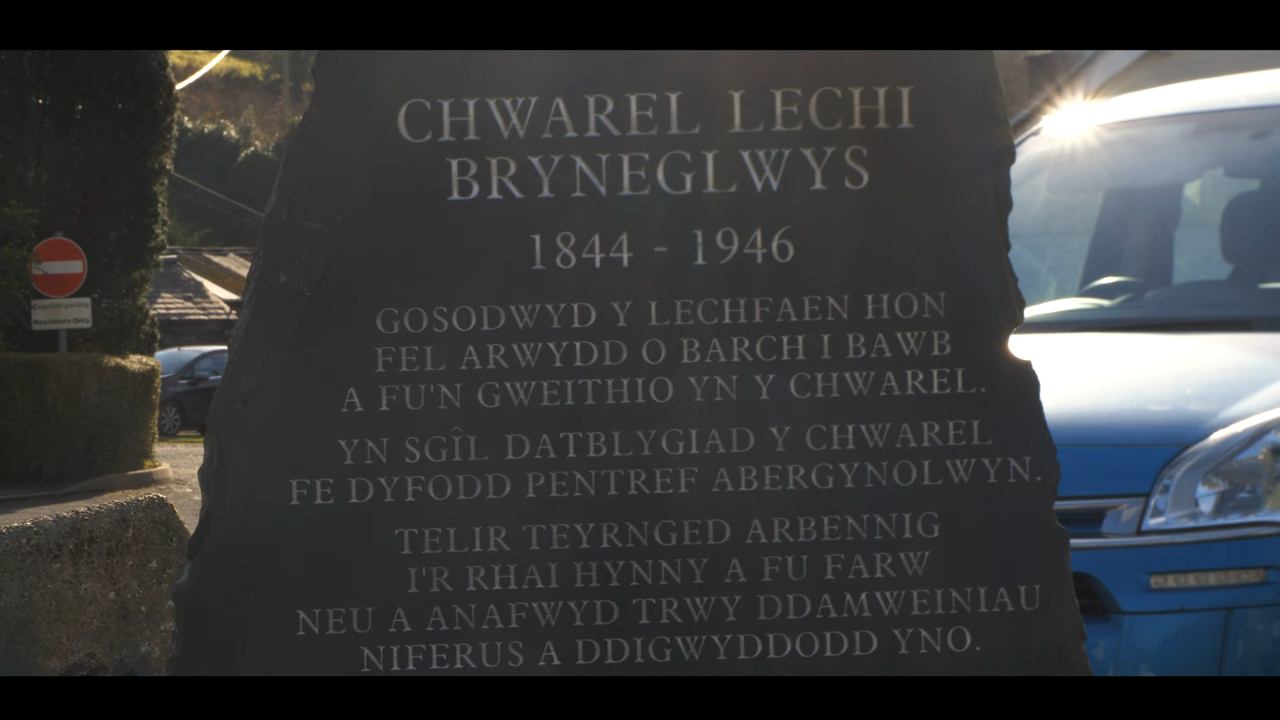 CHWAREL LECHI
BRYNEGLWYS
1844 - 1946
GOSODWYD Y LECHFAEN HON
FEL ARWYDD O BARCH I BAWB
A FU'N GWEITHIO YN Y CHWAREL.
YN SGÎL DATBLYGIAD Y CHWAREL
FE DYFODD PENTREF ABERGYNOLWYN.
TELIR TEYRNGED ARBENNIG
I'R RHAI HYNNY A FU FARW
NEU A ANAFWYD TRWY DDAMWEINIAU
NIFERUS A DDIGWYDDODD YNO.
Residents Only